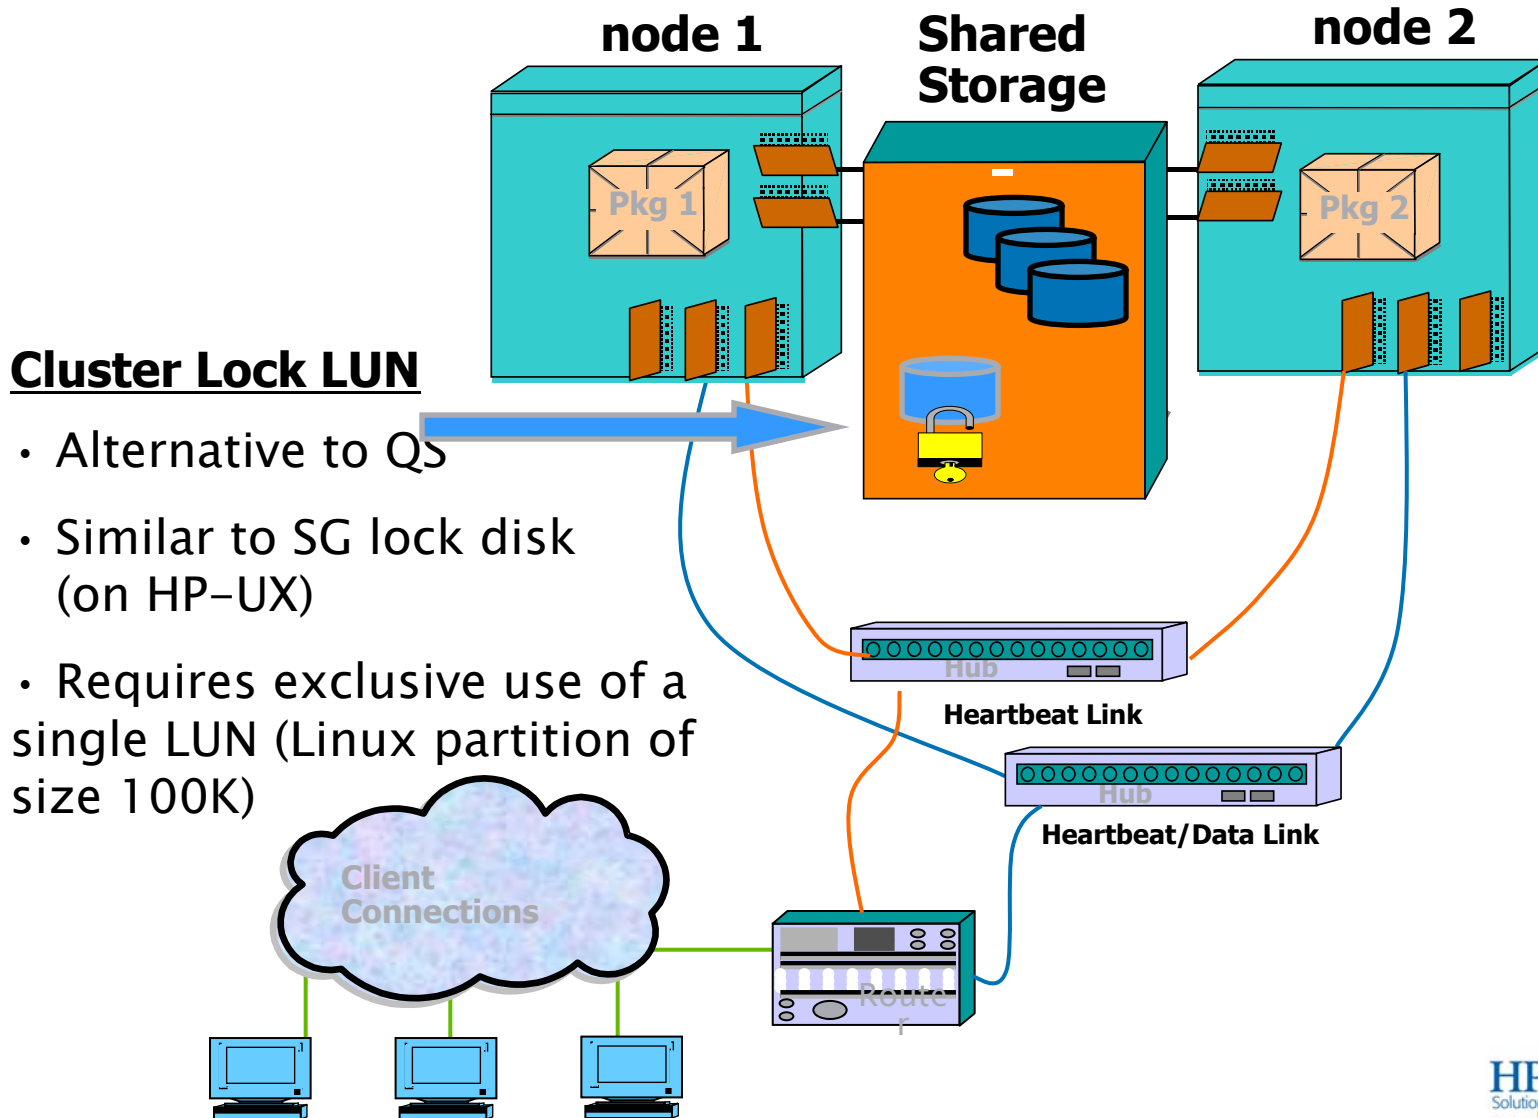 node 1
Shared
Storage
node 2
Pkg 1
Pkg 2
Cluster Lock LUN
• Alternative to QS
• Similar to SG lock disk
(on HP-UX)
• Requires exclusive use of a
single LUN (Linux partition of
size 100K)
Hub
Heartbeat Link
Hub
Heartbeat/Data Link
Client
Connections
Route
r
HP
Solution